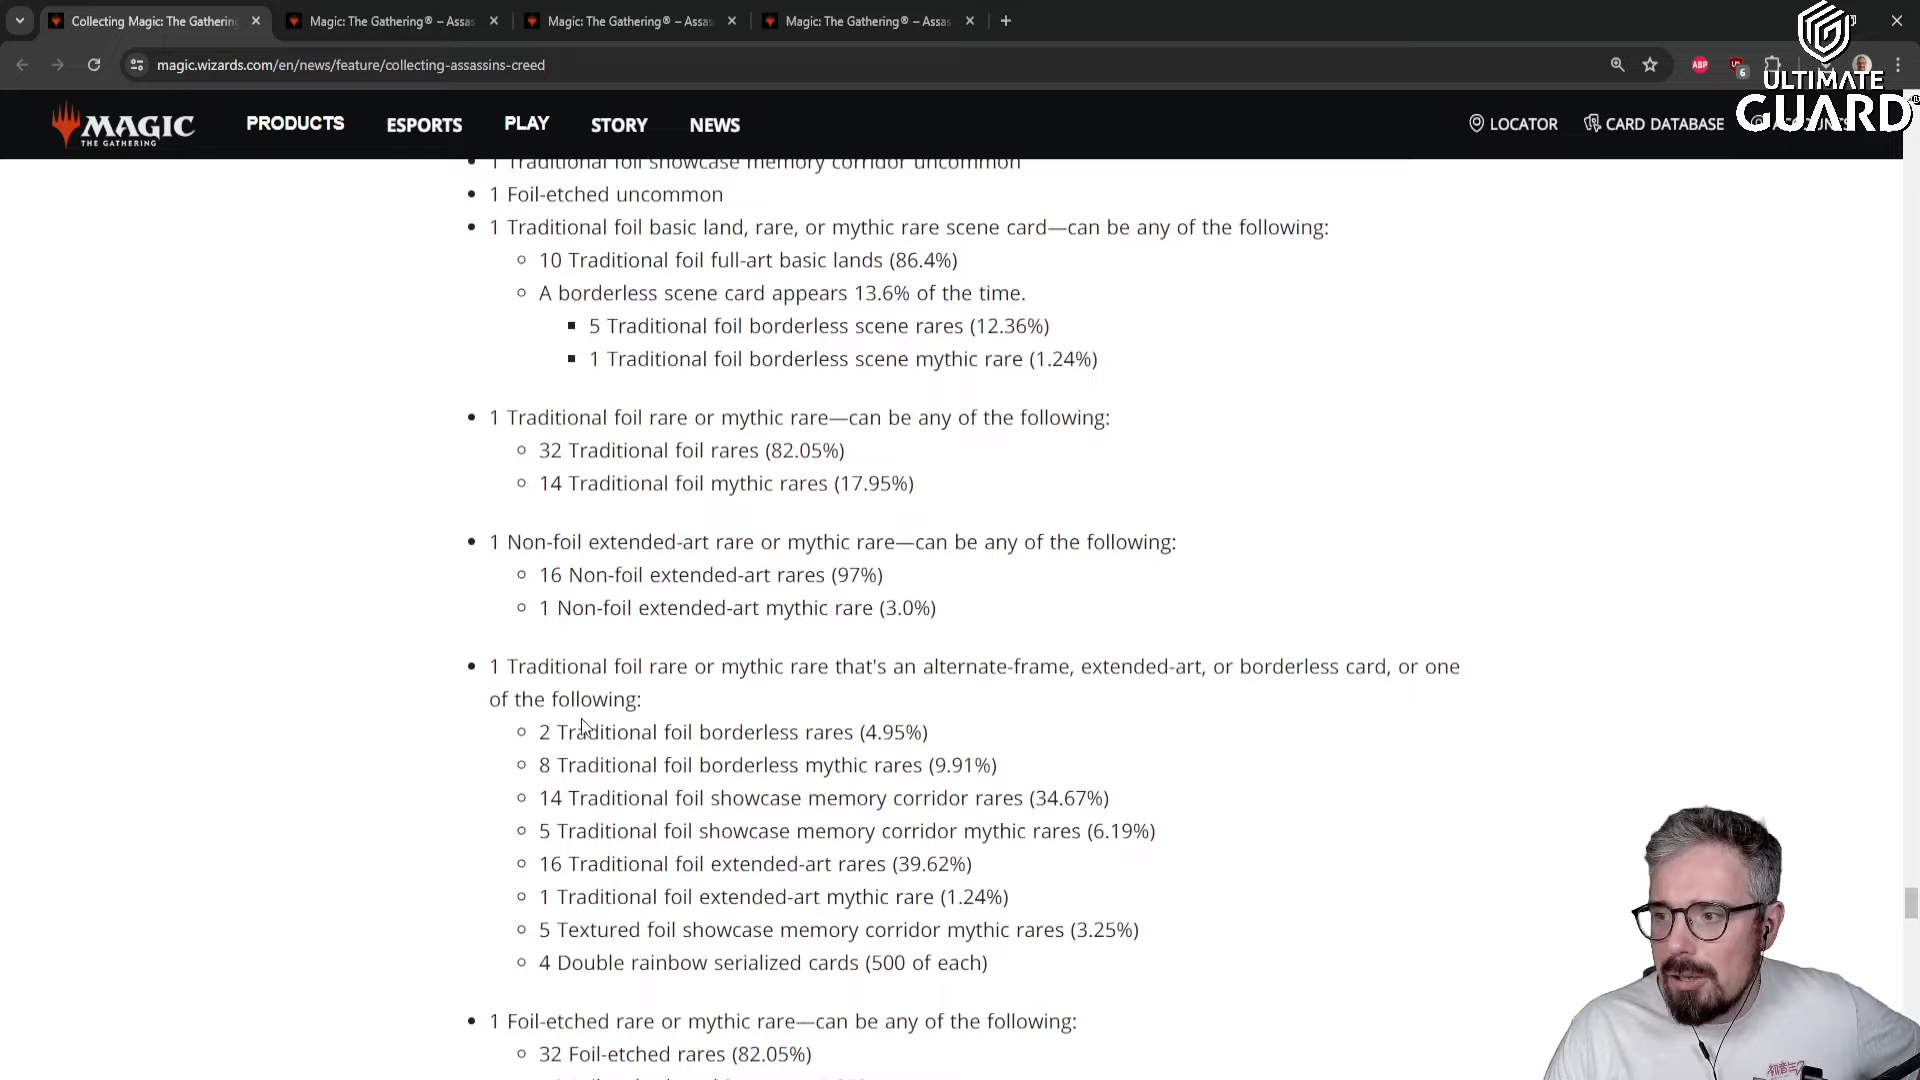 Collecting Magic: The Gathering
Magic: The Gathering® – Assas
Magic: The Gathering® – Assas
Magic: The Gathering® – Assas
magic.wizards.com/en/news/feature/collecting-assassins-creed
ABP
6
ULTIMATE
GUARD
MAGIC
THE GATHERING
PRODUCTS
ESPORTS
PLAY
STORY
NEWS
LOCATOR
CARD DATABASE
1 Traditional foil showcase memory corridor uncommon
1 Foil-etched uncommon
1 Traditional foil basic land, rare, or mythic rare scene card—can be any of the following:
10 Traditional foil full-art basic lands (86.4%)
A borderless scene card appears 13.6% of the time.
5 Traditional foil borderless scene rares (12.36%)
1 Traditional foil borderless scene mythic rare (1.24%)
1 Traditional foil rare or mythic rare—can be any of the following:
32 Traditional foil rares (82.05%)
14 Traditional foil mythic rares (17.95%)
1 Non-foil extended-art rare or mythic rare—can be any of the following:
16 Non-foil extended-art rares (97%)
1 Non-foil extended-art mythic rare (3.0%)
1 Traditional foil rare or mythic rare that's an alternate-frame, extended-art, or borderless card, or one
of the following:
2 Traditional foil borderless rares (4.95%)
8 Traditional foil borderless mythic rares (9.91%)
14 Traditional foil showcase memory corridor rares (34.67%)
5 Traditional foil showcase memory corridor mythic rares (6.19%)
16 Traditional foil extended-art rares (39.62%)
1 Traditional foil extended-art mythic rare (1.24%)
5 Textured foil showcase memory corridor mythic rares (3.25%)
4 Double rainbow serialized cards (500 of each)
1 Foil-etched rare or mythic rare—can be any of the following:
32 Foil-etched rares (82.05%)